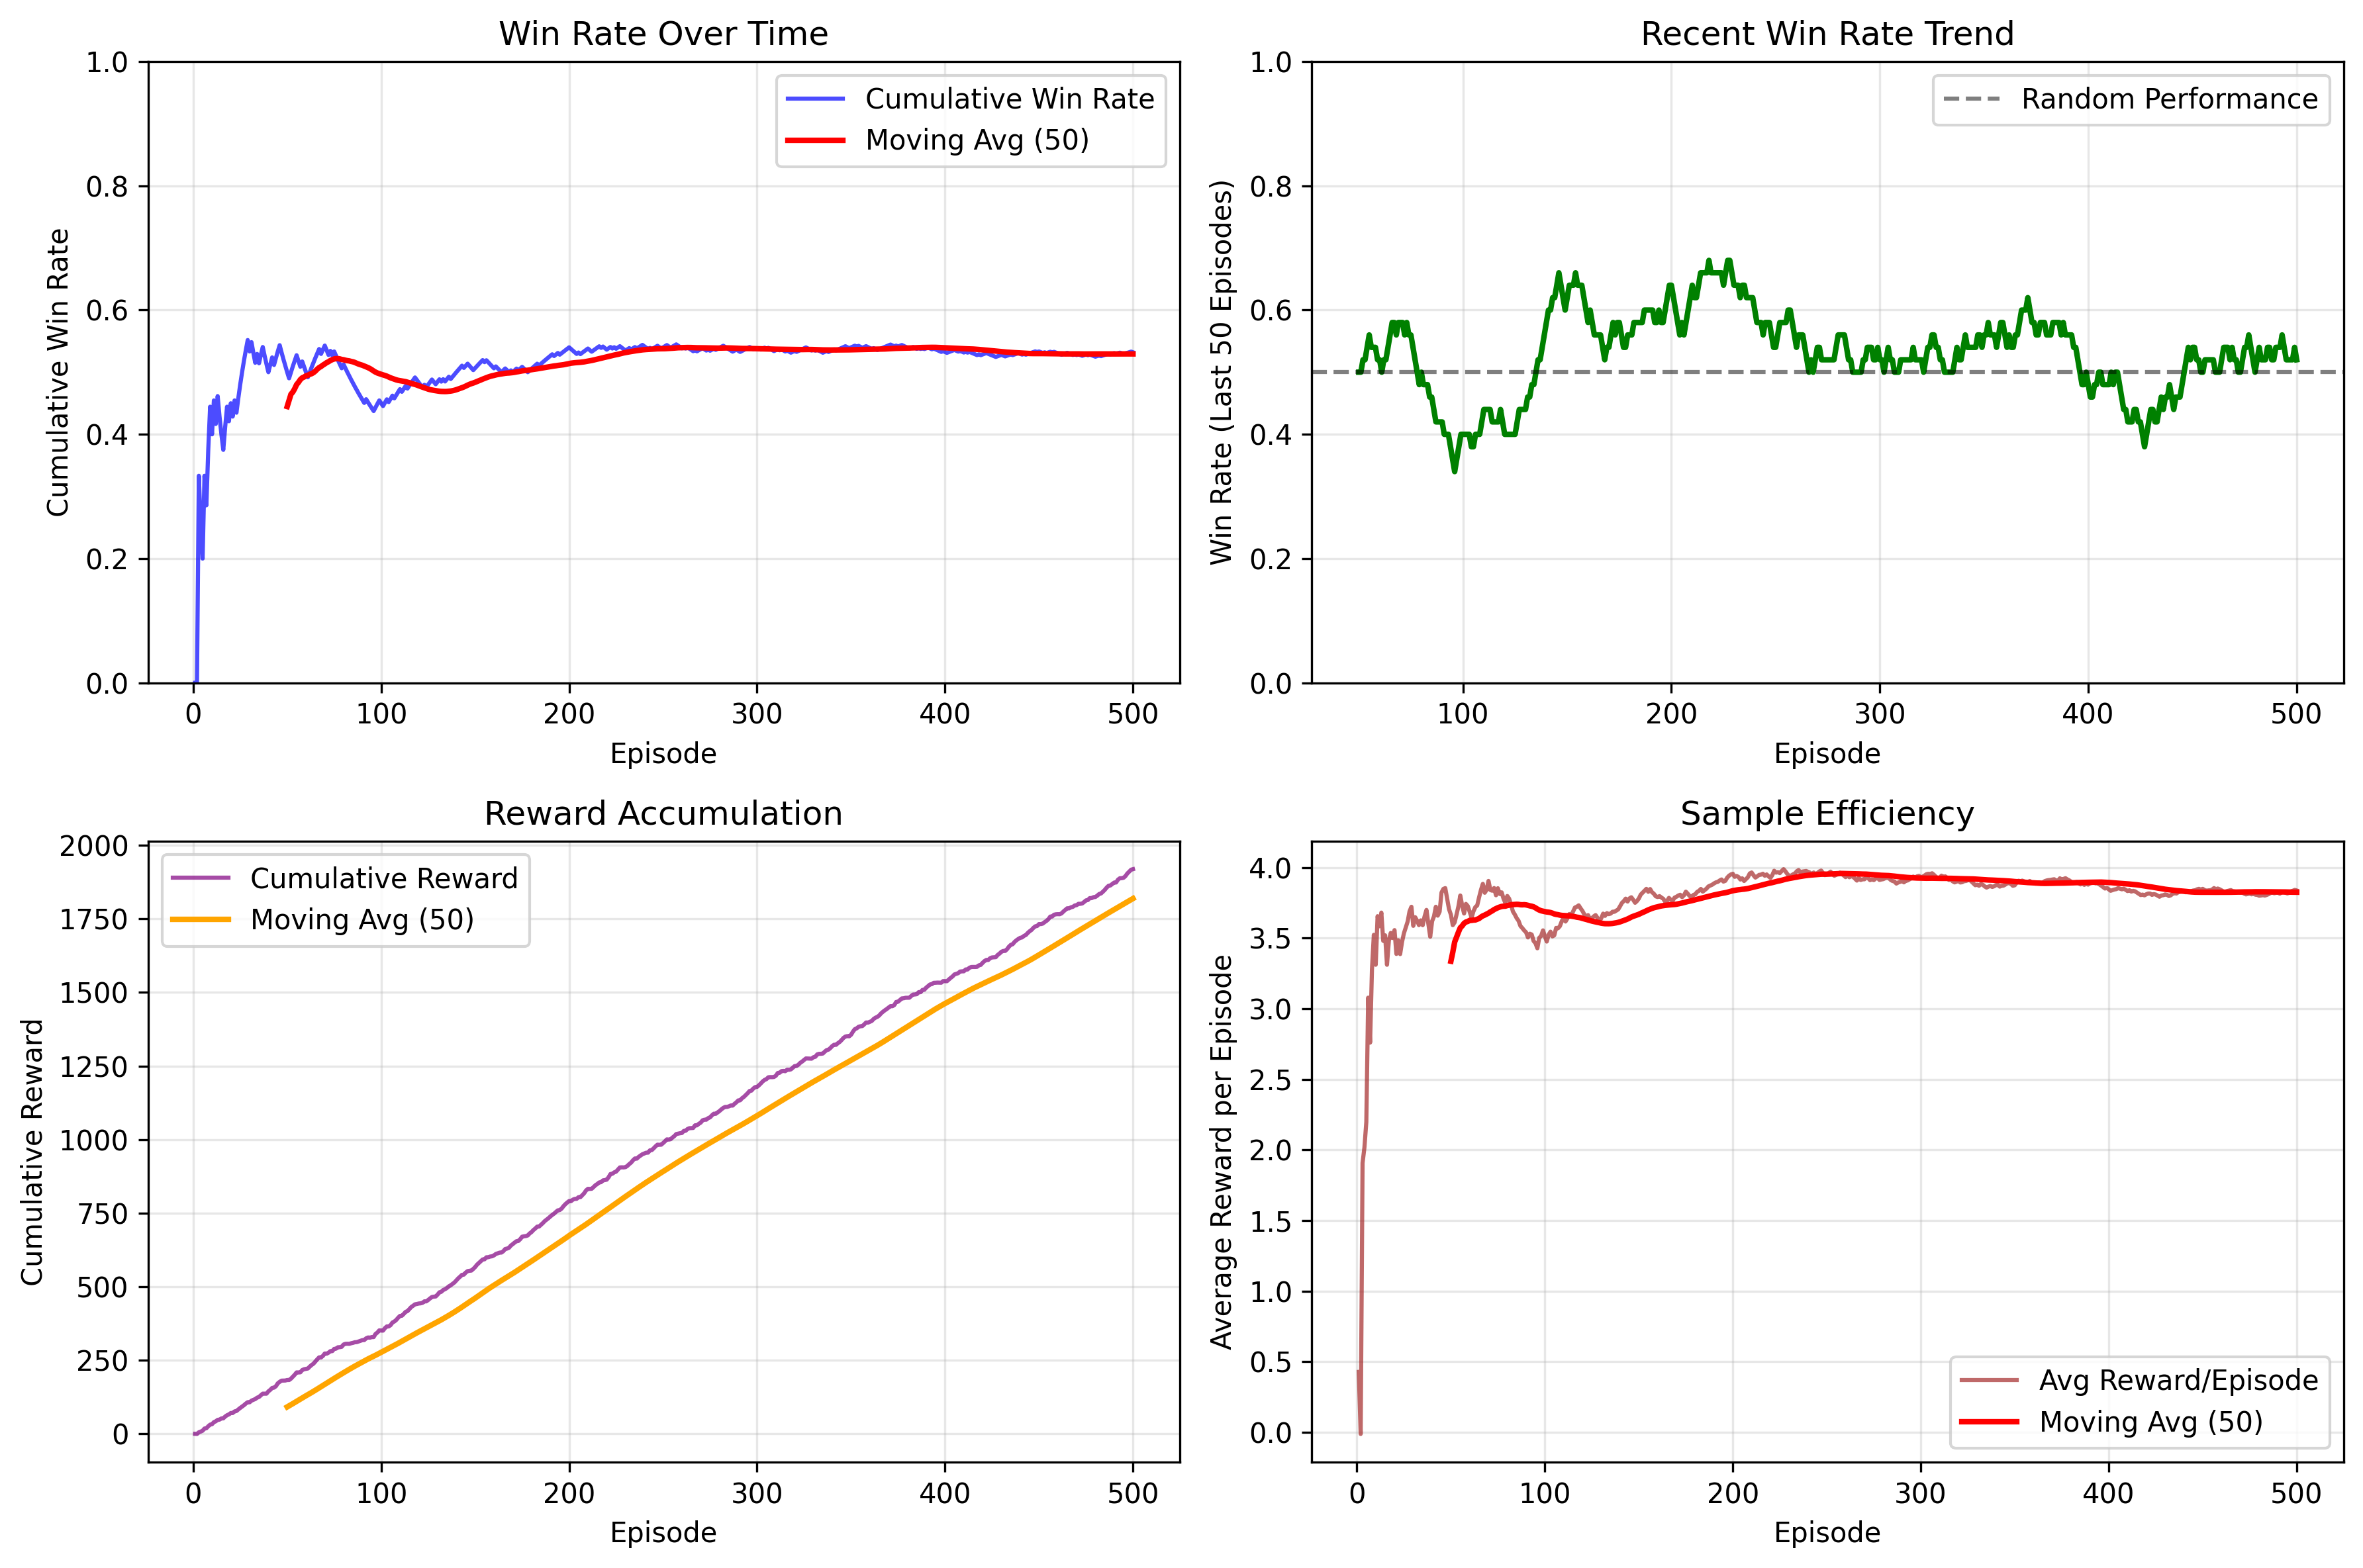 Win Rate Over Time
Cumulative Win Rate
1.0
0.8
0.6
0.4
0.2
0.0
Cumulative Win Rate
Moving Avg (50)
0
100
200
300
400
500
Episode
Recent Win Rate Trend
Win Rate (Last 50 Episodes)
1.0
0.8
0.6
0.4
0.2
0.0
Random Performance
100
200
300
400
500
Episode
Reward Accumulation
Cumulative Reward
2000
1750
1500
1250
1000
750
500
250
0
Cumulative Reward
Moving Avg (50)
0
100
200
300
400
500
Episode
Sample Efficiency
Average Reward per Episode
4.0
3.5
3.0
2.5
2.0
1.5
1.0
0.5
0.0
Avg Reward/Episode
Moving Avg (50)
0
100
200
300
400
500
Episode